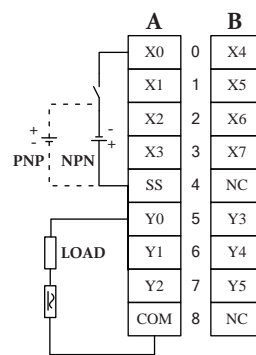 A B
X0 0 X4
X1 1 X5
X2 2 X6
X3 3 X7
SS 4 NC
Y0 5 Y3
Y1 6 Y4
Y2 7 Y5
COM 8 NC
+ -
- +
PNP NPN
LOAD